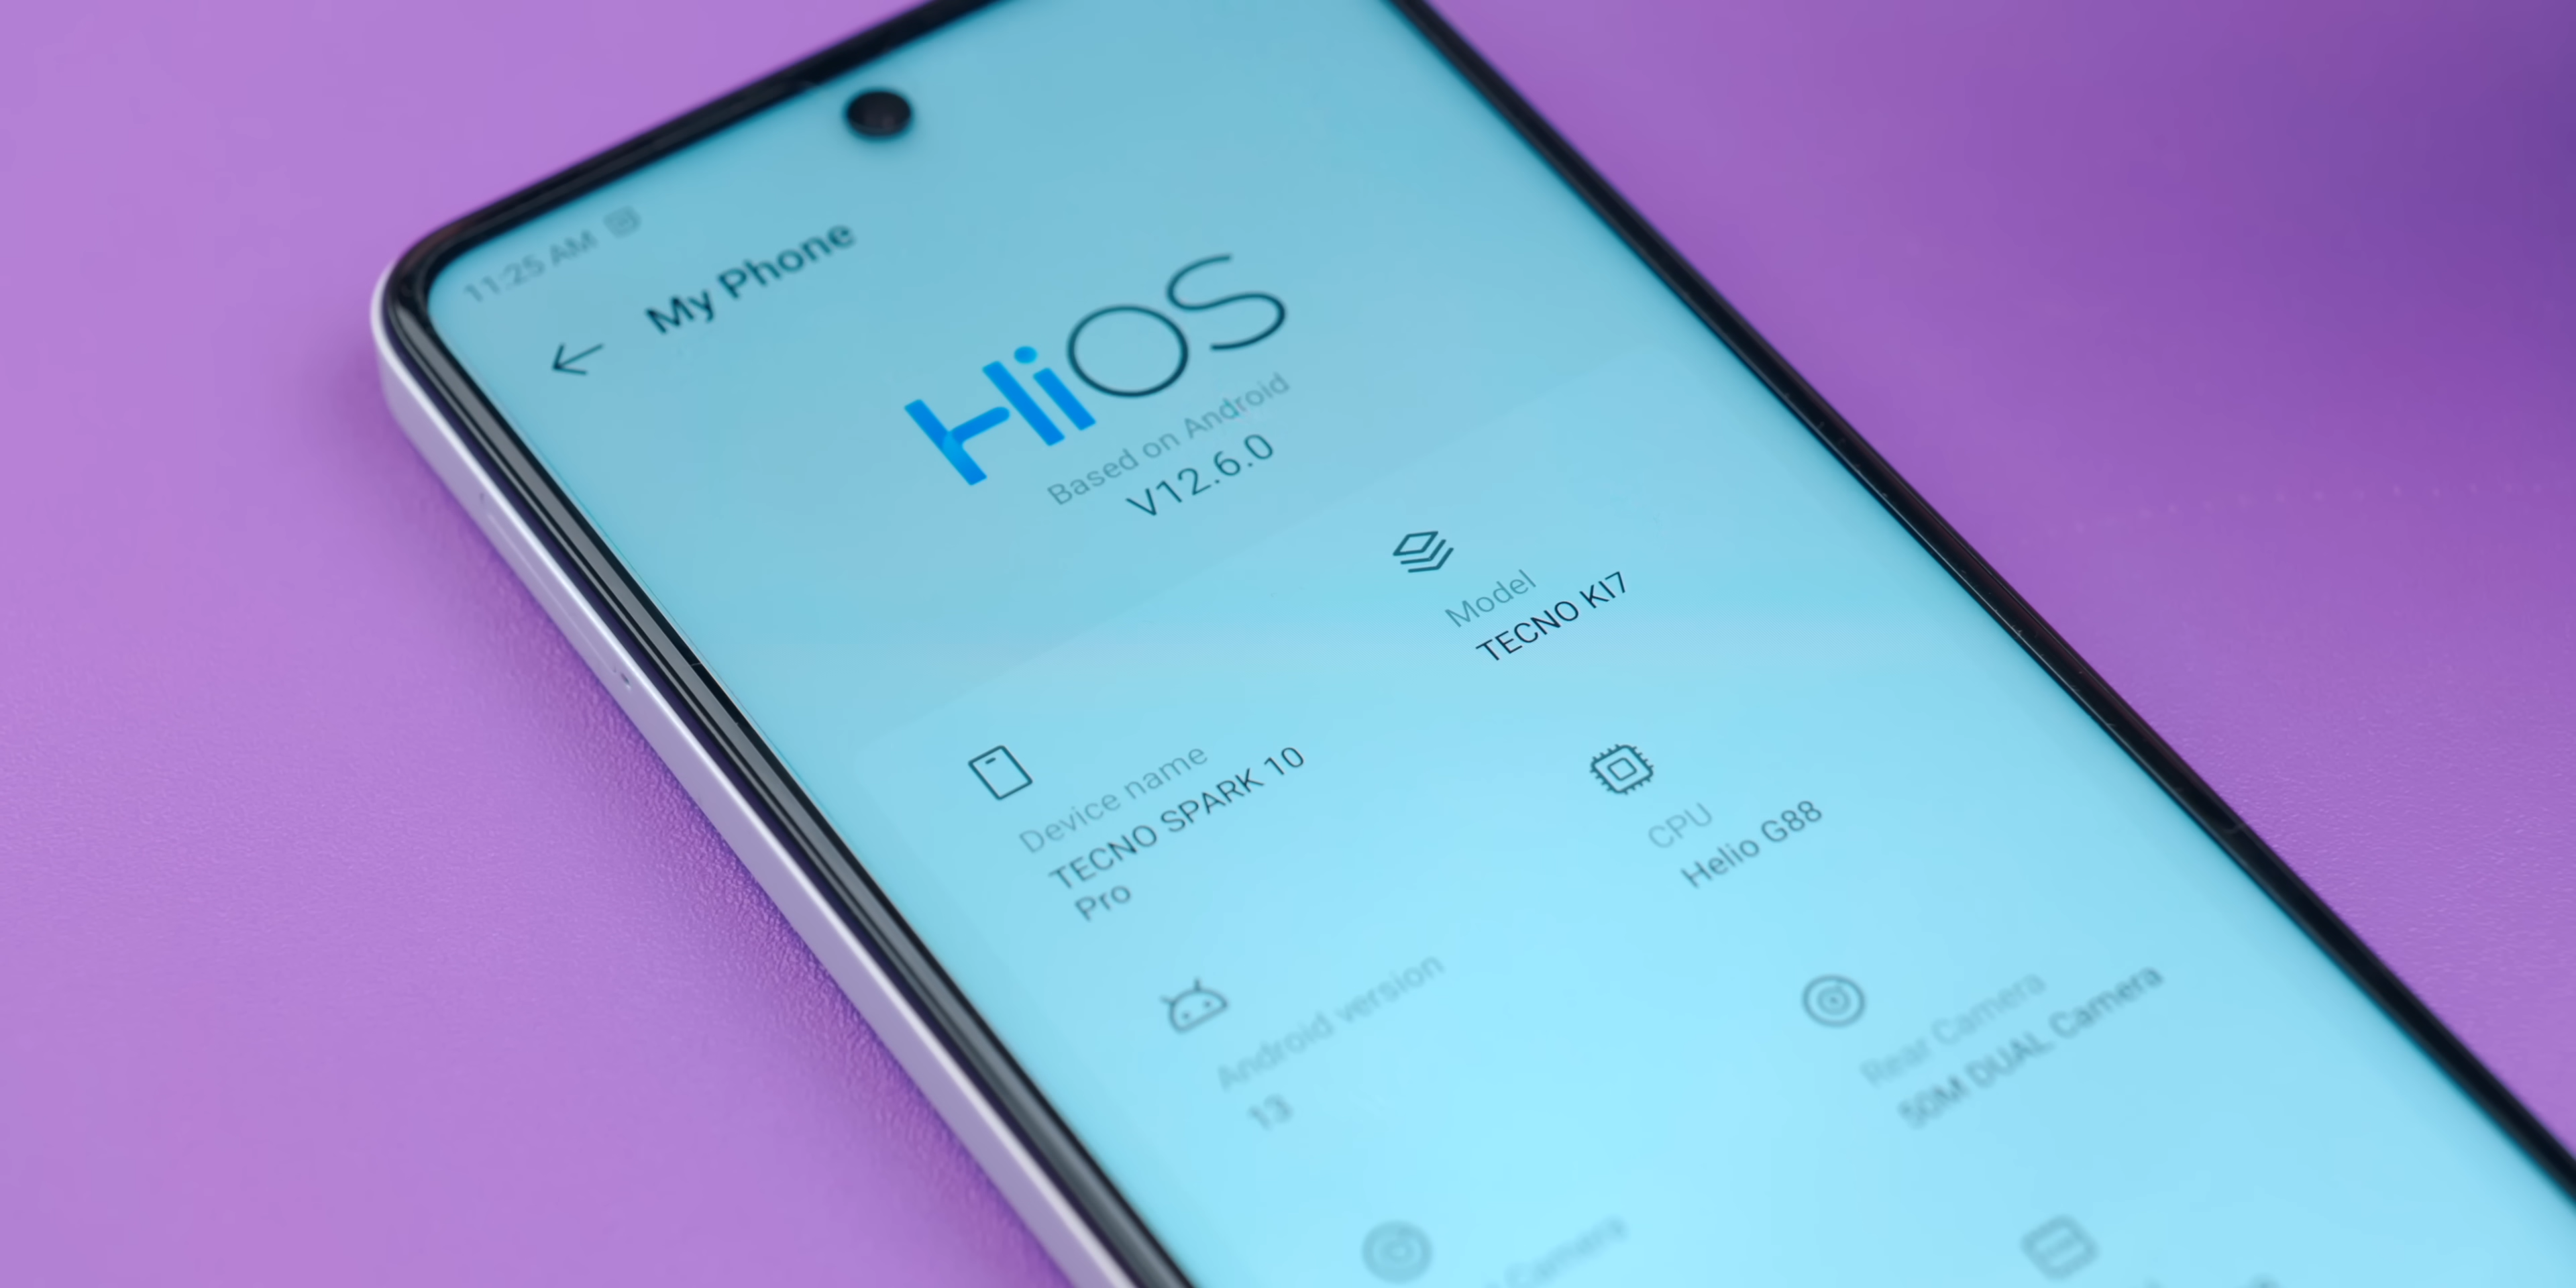 11:25 AM
My Phone
HiOS
Based on Android
V12.6.0
Model
TECNO KI7
Device name
TECNO SPARK 10
Pro
CPU
Helio G88
Android version
13
Rear Camera
50M DUAL Camera
Camera